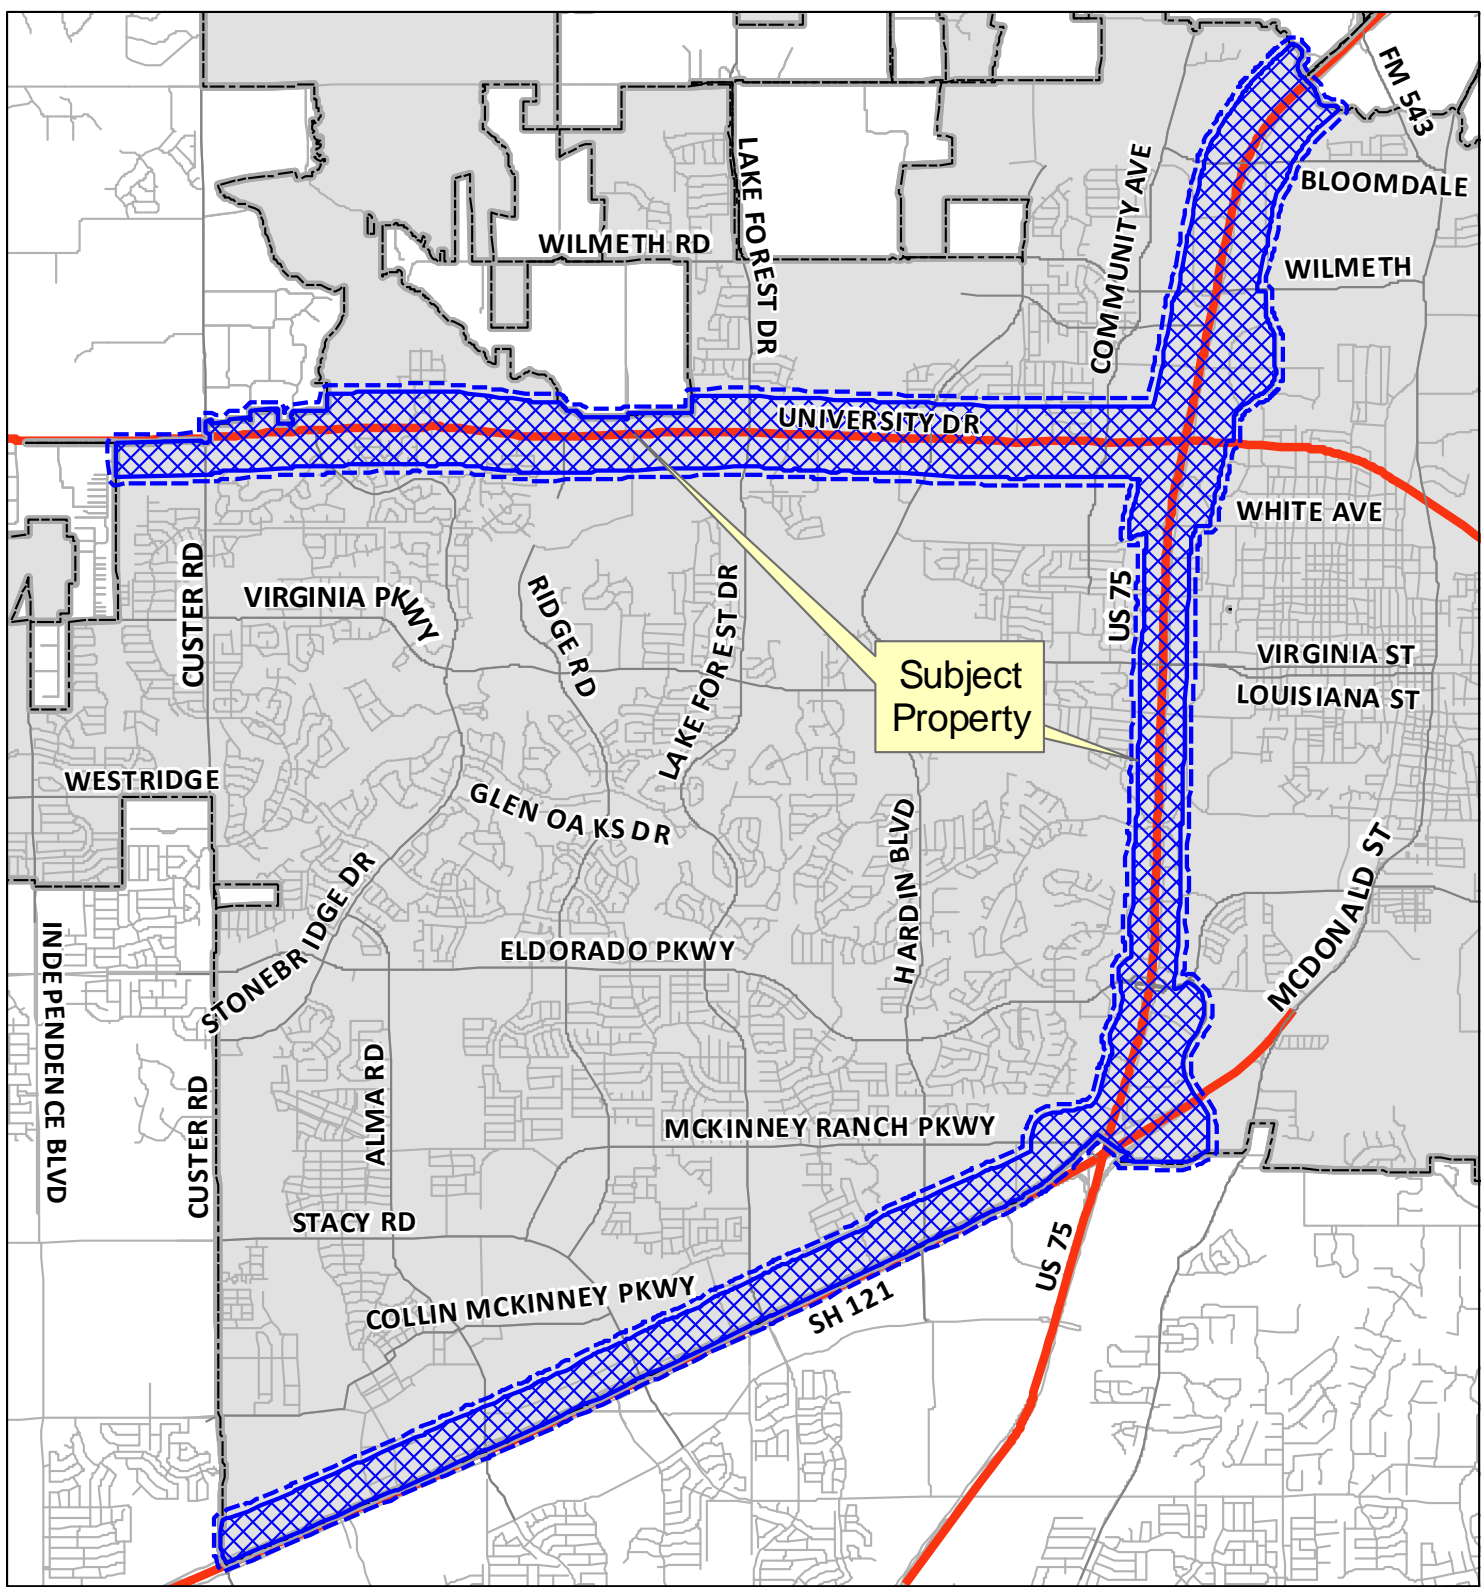 FM 543
LAKE FOREST DR
COMMUNITY AVE
BLOOMDALE
WILMETH RD
WILMETH
UNIVERSITY DR
WHITE AVE
CUSTER RD
VIRGINIA PKWY
RIDGE RD
LAKE FOREST DR
US 75
VIRGINIA ST
LOUISIANA ST
Subject
Property
WESTRIDGE
GLEN OAKS DR
HARDIN BLVD
MCDONALD ST
STONEBRIDGE DR
ELDORADO PKWY
INDEPENDENCE BLVD
CUSTER RD
ALMA RD
MCKINNEY RANCH PKWY
STACY RD
COLLIN MCKINNEY PKWY
SH 121
US 75